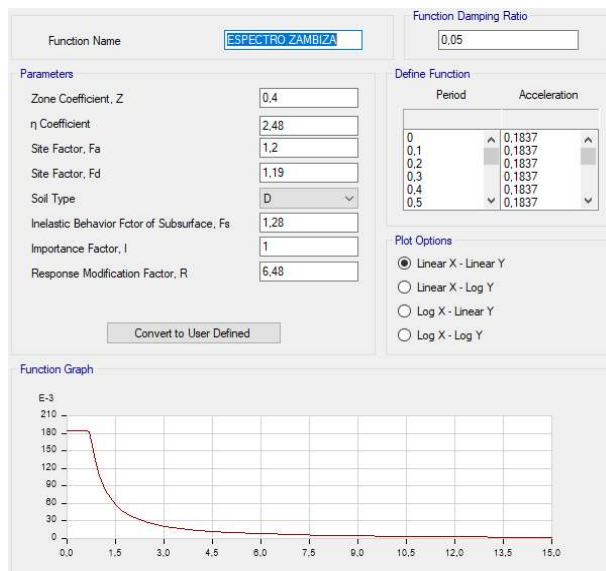 Function Name
ESPECTRO ZAMBIZA
Function Damping Ratio
0,05
Parameters
Zone Coefficient, Z
0,4
η Coefficient
2,48
Site Factor, Fa
1,2
Site Factor, Fd
1,19
Soil Type
D
Inelastic Behavior Fctor of Subsurface, Fs
1,28
Importance Factor, I
1
Response Modification Factor, R
6,48
Convert to User Defined
Define Function
Period Acceleration
0 0,1837
0,1 0,1837
0,2 0,1837
0,3 0,1837
0,4 0,1837
0,5 0,1837
Plot Options
Linear X - Linear Y
Linear X - Log Y
Log X - Linear Y
Log X - Log Y
Function Graph
E-3
210
180
150
120
90
60
30
0
0,0 1,5 3,0 4,5 6,0 7,5 9,0 10,5 12,0 13,5 15,0